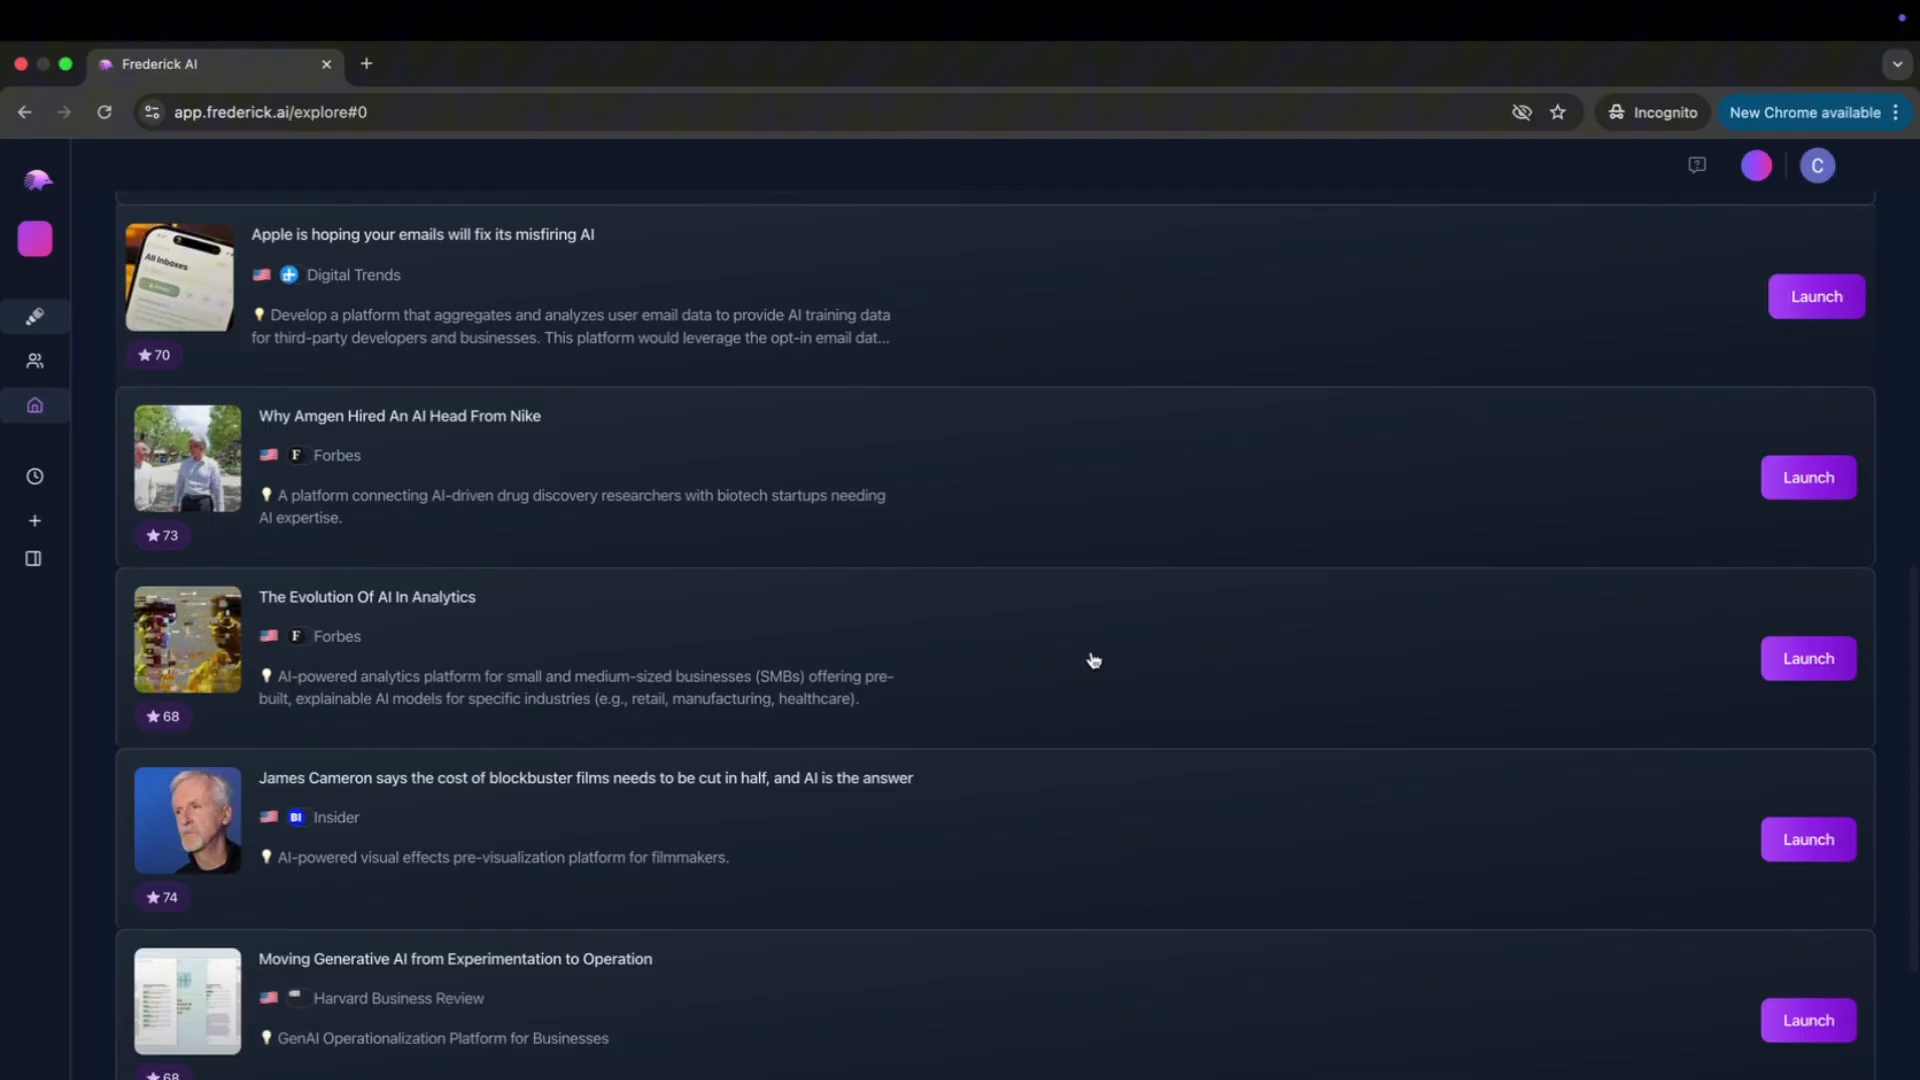 Frederick AI
app.frederick.ai/explore#0
Incognito
New Chrome available
C
Apple is hoping your emails will fix its misfiring AI
Digital Trends
Develop a platform that aggregates and analyzes user email data to provide AI training data
for third-party developers and businesses. This platform would leverage the opt-in email dat...
70
Launch
All Inboxes
Why Amgen Hired An AI Head From Nike
F Forbes
A platform connecting AI-driven drug discovery researchers with biotech startups needing
AI expertise.
73
Launch
The Evolution Of AI In Analytics
F Forbes
AI-powered analytics platform for small and medium-sized businesses (SMBs) offering pre-
built, explainable AI models for specific industries (e.g., retail, manufacturing, healthcare).
68
Launch
James Cameron says the cost of blockbuster films needs to be cut in half, and AI is the answer
BI Insider
AI-powered visual effects pre-visualization platform for filmmakers.
74
Launch
Moving Generative AI from Experimentation to Operation
Harvard Business Review
GenAI Operationalization Platform for Businesses
68
Launch